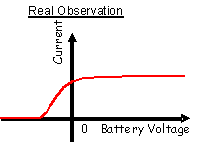 Real Observation
Current
0 Battery Voltage